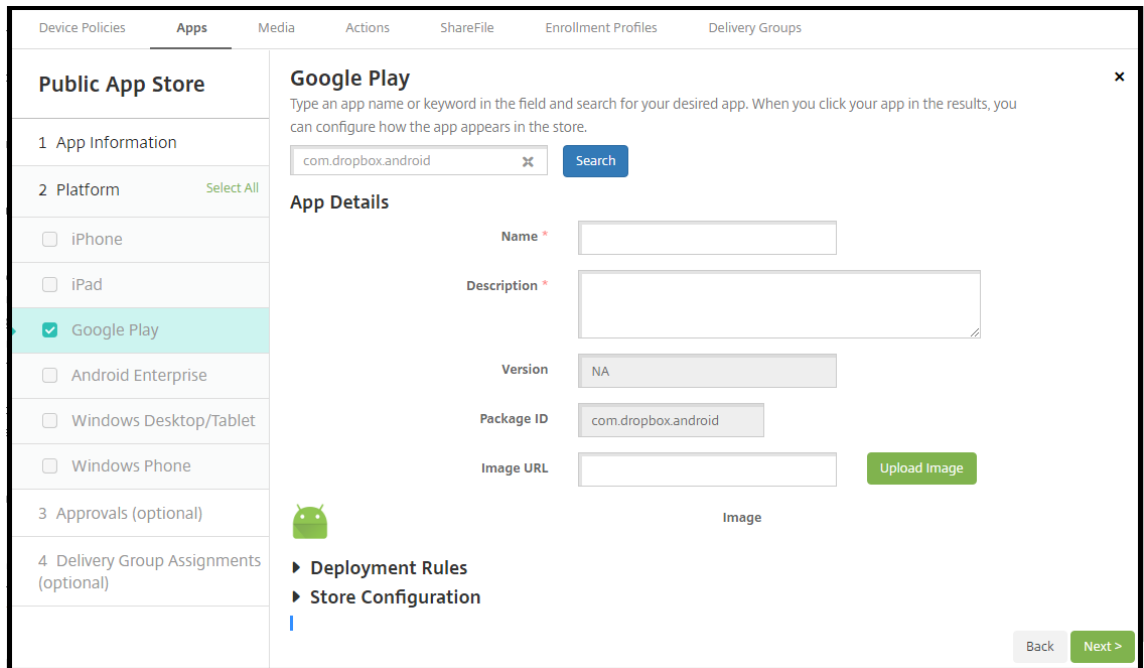 Device Policies Apps Media Actions ShareFile Enrollment Profiles Delivery Groups
Public App Store
1 App Information
2 Platform Select All
iPhone
iPad
Google Play
Android Enterprise
Windows Desktop/Tablet
Windows Phone
3 Approvals (optional)
4 Delivery Group Assignments
(optional)
Google Play
Type an app name or keyword in the field and search for your desired app. When you click your app in the results, you
can configure how the app appears in the store.
com.dropbox.android Search
App Details
Name *
Description *
Version NA
Package ID com.dropbox.android
Image URL Upload Image
Image
Deployment Rules
Store Configuration
Back Next >